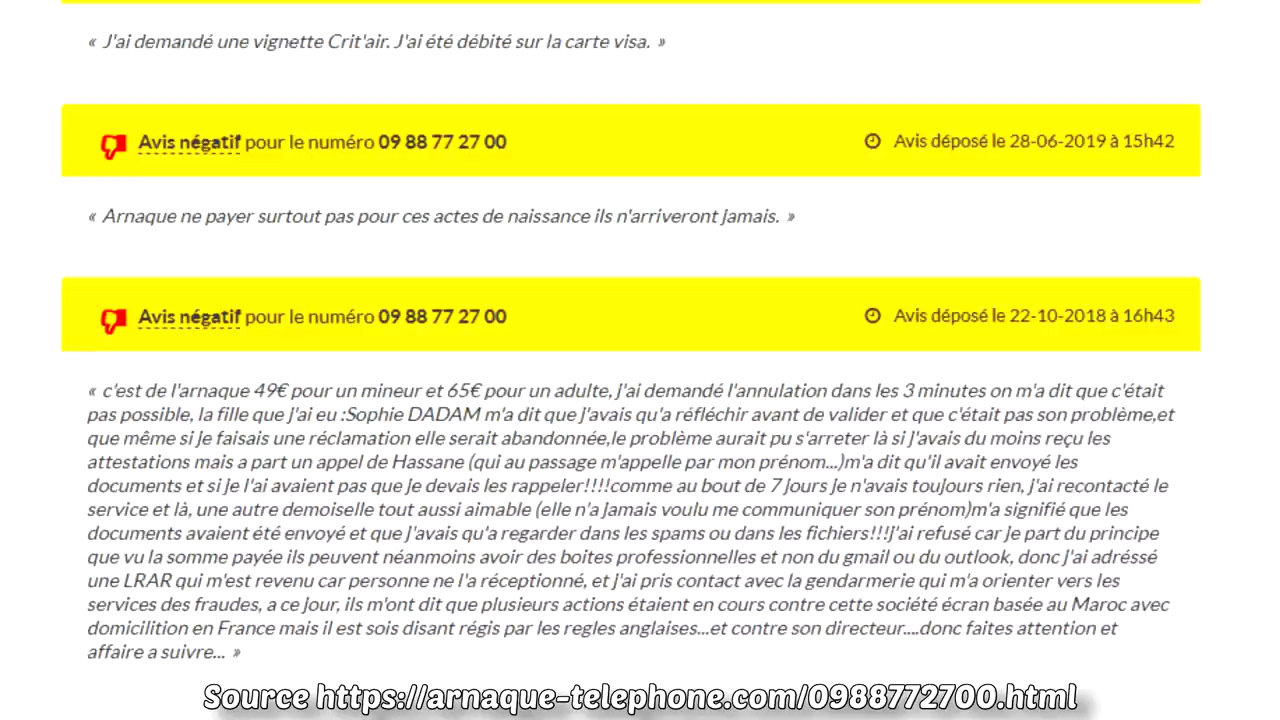 « J'ai demandé une vignette Crit'air. J'ai été débité sur la carte visa. »
Avis négatif pour le numéro 09 88 77 27 00
Avis déposé le 28-06-2019 à 15h42
« Arnaque ne payer surtout pas pour ces actes de naissance ils n'arriveront jamais. »
Avis négatif pour le numéro 09 88 77 27 00
Avis déposé le 22-10-2018 à 16h43
« c'est de l'arnaque 49€ pour un mineur et 65€ pour un adulte, j'ai demandé l'annulation dans les 3 minutes on m'a dit que c'était
pas possible, la fille que j'ai eu :Sophie DADAM m'a dit que j'avais qu'a réfléchir avant de valider et que c'était pas son problème,et
que même si je faisais une réclamation elle serait abandonnée,le problème aurait pu s'arreter là si j'avais du moins reçu les
attestations mais a part un appel de Hassane (qui au passage m'appelle par mon prénom...)m'a dit qu'il avait envoyé les
documents et si je l'ai avaient pas que je devais les rappeler!!!!comme au bout de 7 jours je n'avais toujours rien, j'ai recontacté le
service et là, une autre demoiselle tout aussi aimable (elle n'a jamais voulu me communiquer son prénom)m'a signifié que les
documents avaient été envoyé et que j'avais qu'a regarder dans les spams ou dans les fichiers!!!j'ai refusé car je part du principe
que vu la somme payée ils peuvent néanmoins avoir des boites professionnelles et non du gmail ou du outlook, donc j'ai adréssé
une LRAR qui m'est revenu car personne ne l'a réceptionné, et j'ai pris contact avec la gendarmerie qui m'a orienter vers les
services des fraudes, a ce jour, ils m'ont dit que plusieurs actions étaient en cours contre cette société écran basée au Maroc avec
domicilition en France mais il est sois disant régis par les regles anglaises...et contre son directeur....donc faites attention et
affaire a suivre... »
Source https://arnaque-telephone.com/0988772700.html